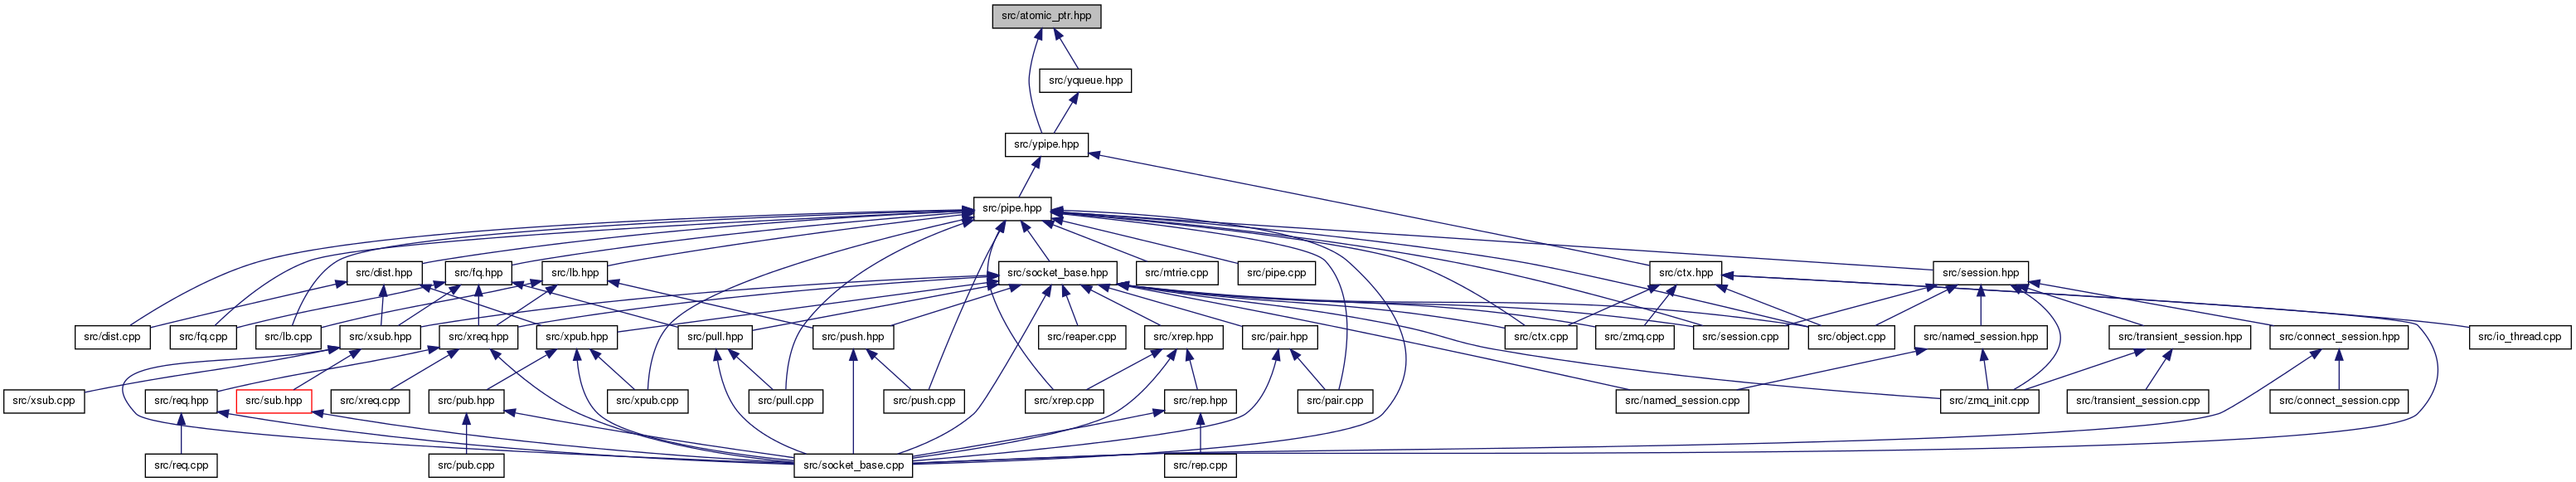 src/atomic_ptr.hpp
src/yqueue.hpp
src/ypipe.hpp
src/pipe.hpp
src/dist.hpp
src/fq.hpp
src/lb.hpp
src/socket_base.hpp
src/mtrie.cpp
src/pipe.cpp
src/ctx.hpp
src/session.hpp
src/dist.cpp
src/fq.cpp
src/lb.cpp
src/xsub.hpp
src/xreq.hpp
src/xpub.hpp
src/pull.hpp
src/push.hpp
src/reaper.cpp
src/xrep.hpp
src/pair.hpp
src/ctx.cpp
src/zmq.cpp
src/session.cpp
src/object.cpp
src/named_session.hpp
src/transient_session.hpp
src/connect_session.hpp
src/io_thread.cpp
src/xsub.cpp
src/req.hpp
src/sub.hpp
src/xreq.cpp
src/pub.hpp
src/xpub.cpp
src/pull.cpp
src/push.cpp
src/xrep.cpp
src/rep.hpp
src/pair.cpp
src/named_session.cpp
src/zmq_init.cpp
src/transient_session.cpp
src/connect_session.cpp
src/req.cpp
src/pub.cpp
src/socket_base.cpp
src/rep.cpp